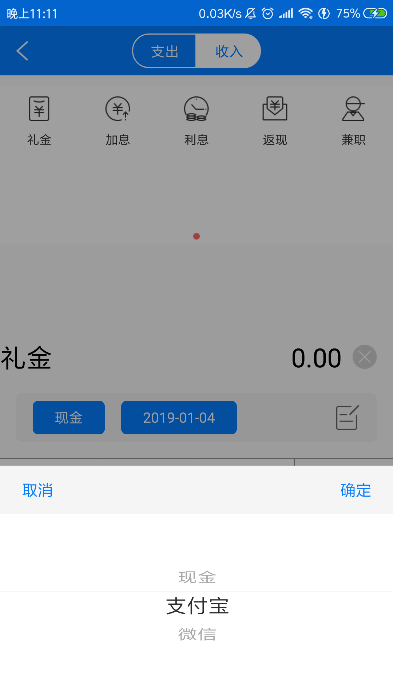 晚上11:11 0.03K/s 75%
支出 收入
礼金 加息 利息 返现 兼职
礼金 0.00
现金 2019-01-04
取消 确定
现金
支付宝
微信